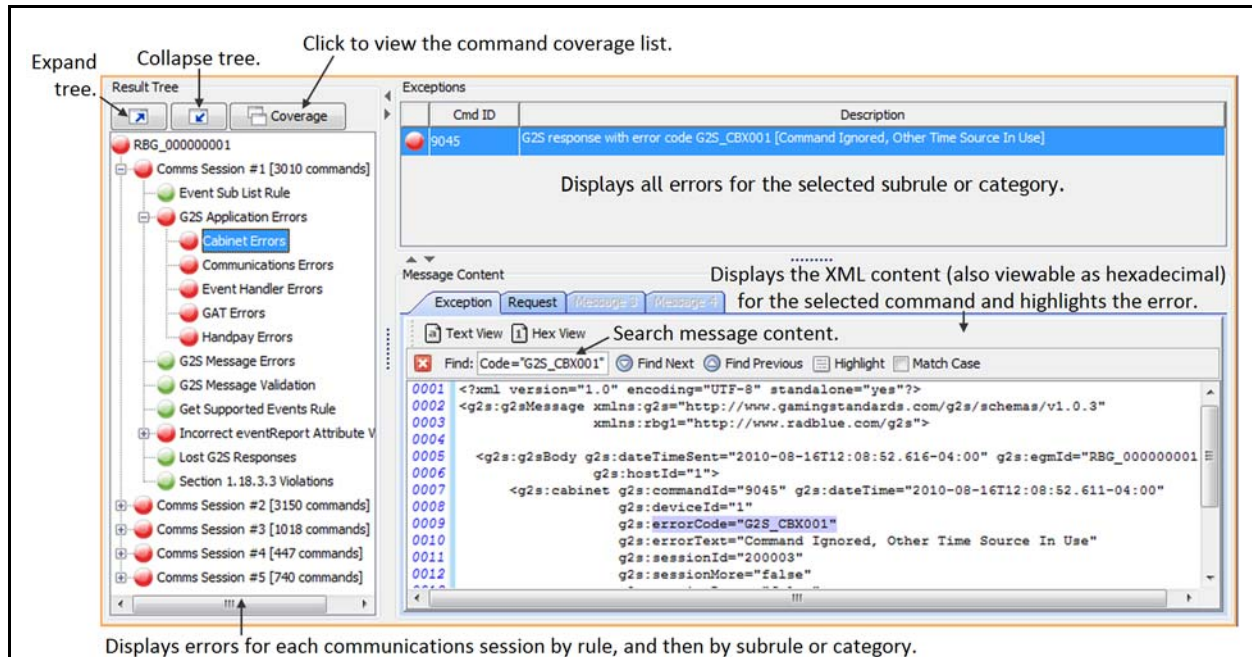 Click to view the command coverage list.
Collapse tree.
Expand tree.
Result Tree
Coverage
RBG_000000001
Comms Session #1 [3010 commands]
Event Sub List Rule
G2S Application Errors
Cabinet Errors
Communications Errors
Event Handler Errors
GAT Errors
Handpay Errors
G2S Message Errors
G2S Message Validation
Get Supported Events Rule
Incorrect eventReport Attribute V
Lost G2S Responses
Section 1.18.3.3 Violations
Comms Session #2 [3150 commands]
Comms Session #3 [1018 commands]
Comms Session #4 [447 commands]
Comms Session #5 [740 commands]
Exceptions
Cmd ID Description
9045 G2S response with error code G2S_CBX001 [Command Ignored, Other Time Source In Use]
Displays all errors for the selected subrule or category.
Message Content
Displays the XML content (also viewable as hexadecimal)
for the selected command and highlights the error.
Exception Request Message 3 Message 4
Text View Hex View
Search message content.
Find: Code="G2S_CBX001" Find Next Find Previous Highlight Match Case
0001 <?xml version="1.0" encoding="UTF-8" standalone="yes"?>
0002 <g2s:g2sMessage xmlns:g2s="http://www.gamingstandards.com/g2s/schemas/v1.0.3"
0003 xmlns:rbg1="http://www.radblue.com/g2s">
0004
0005 <g2s:g2sBody g2s:dateTimeSent="2010-08-16T12:08:52.616-04:00" g2s:egmId="RBG_000000001
0006 g2s:hostId="1">
0007 <g2s:cabinet g2s:commandId="9045" g2s:dateTime="2010-08-16T12:08:52.611-04:00"
0008 g2s:deviceId="1"
0009 g2s:errorCode="G2S_CBX001"
0010 g2s:errorText="Command Ignored, Other Time Source In Use"
0011 g2s:sessionId="200003"
0012 g2s:sessionMore="false"
Displays errors for each communications session by rule, and then by subrule or category.